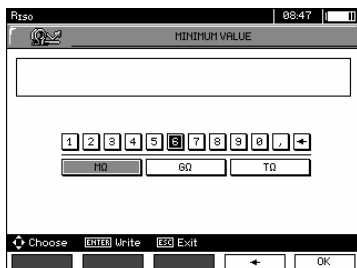 RISO 08:47
MINIMUM VALUE
1 2 3 4 5 6 7 8 9 0 , ←
MΩ GΩ TΩ
Choose ENTER Write ESC Exit
← OK